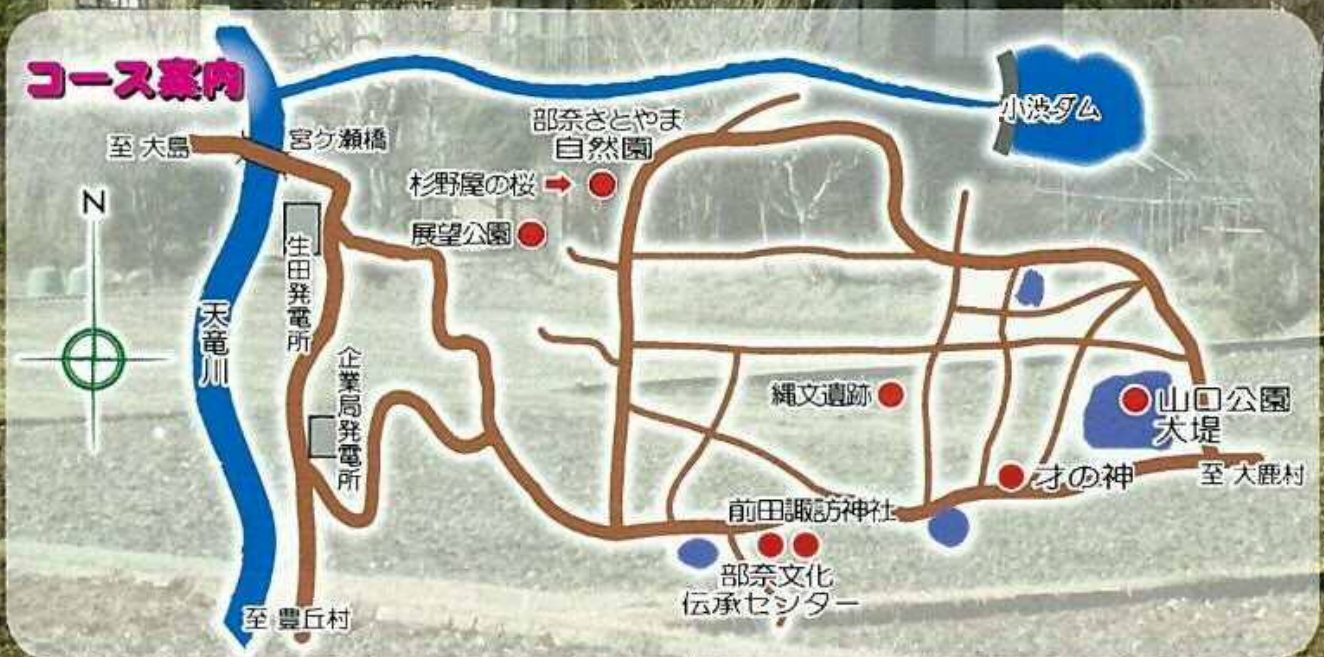 コース案内
至 大島
宮ケ瀬橋
小渋ダム
部奈さとやま
自然園
杉野屋の桜
展望公園
N
生田発電所
天竜川
企業局発電所
縄文遺跡
山口公園
大堤
才の神
至 大鹿村
前田諏訪神社
部奈文化
伝承センター
至 豊丘村